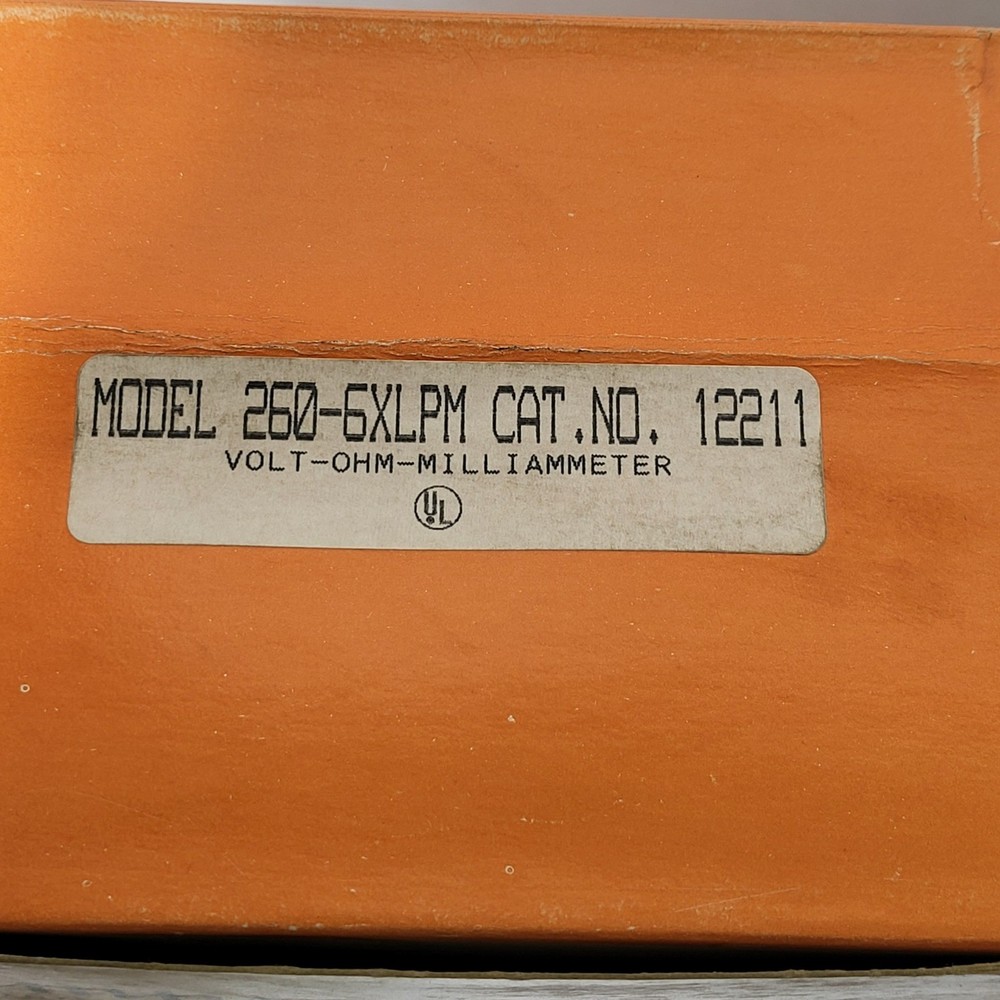 MODEL 260-6XLPM CAT.NO. 12211
VOLT-OHM-MILLIAMMETER
UL